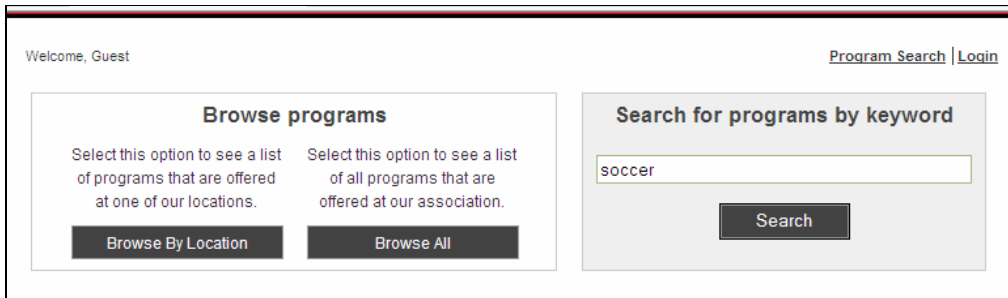 Welcome, Guest
Program Search | Login
Browse programs
Select this option to see a list
of programs that are offered
at one of our locations.
Browse By Location
Select this option to see a list
of all programs that are
offered at our association.
Browse All
Search for programs by keyword
soccer
Search